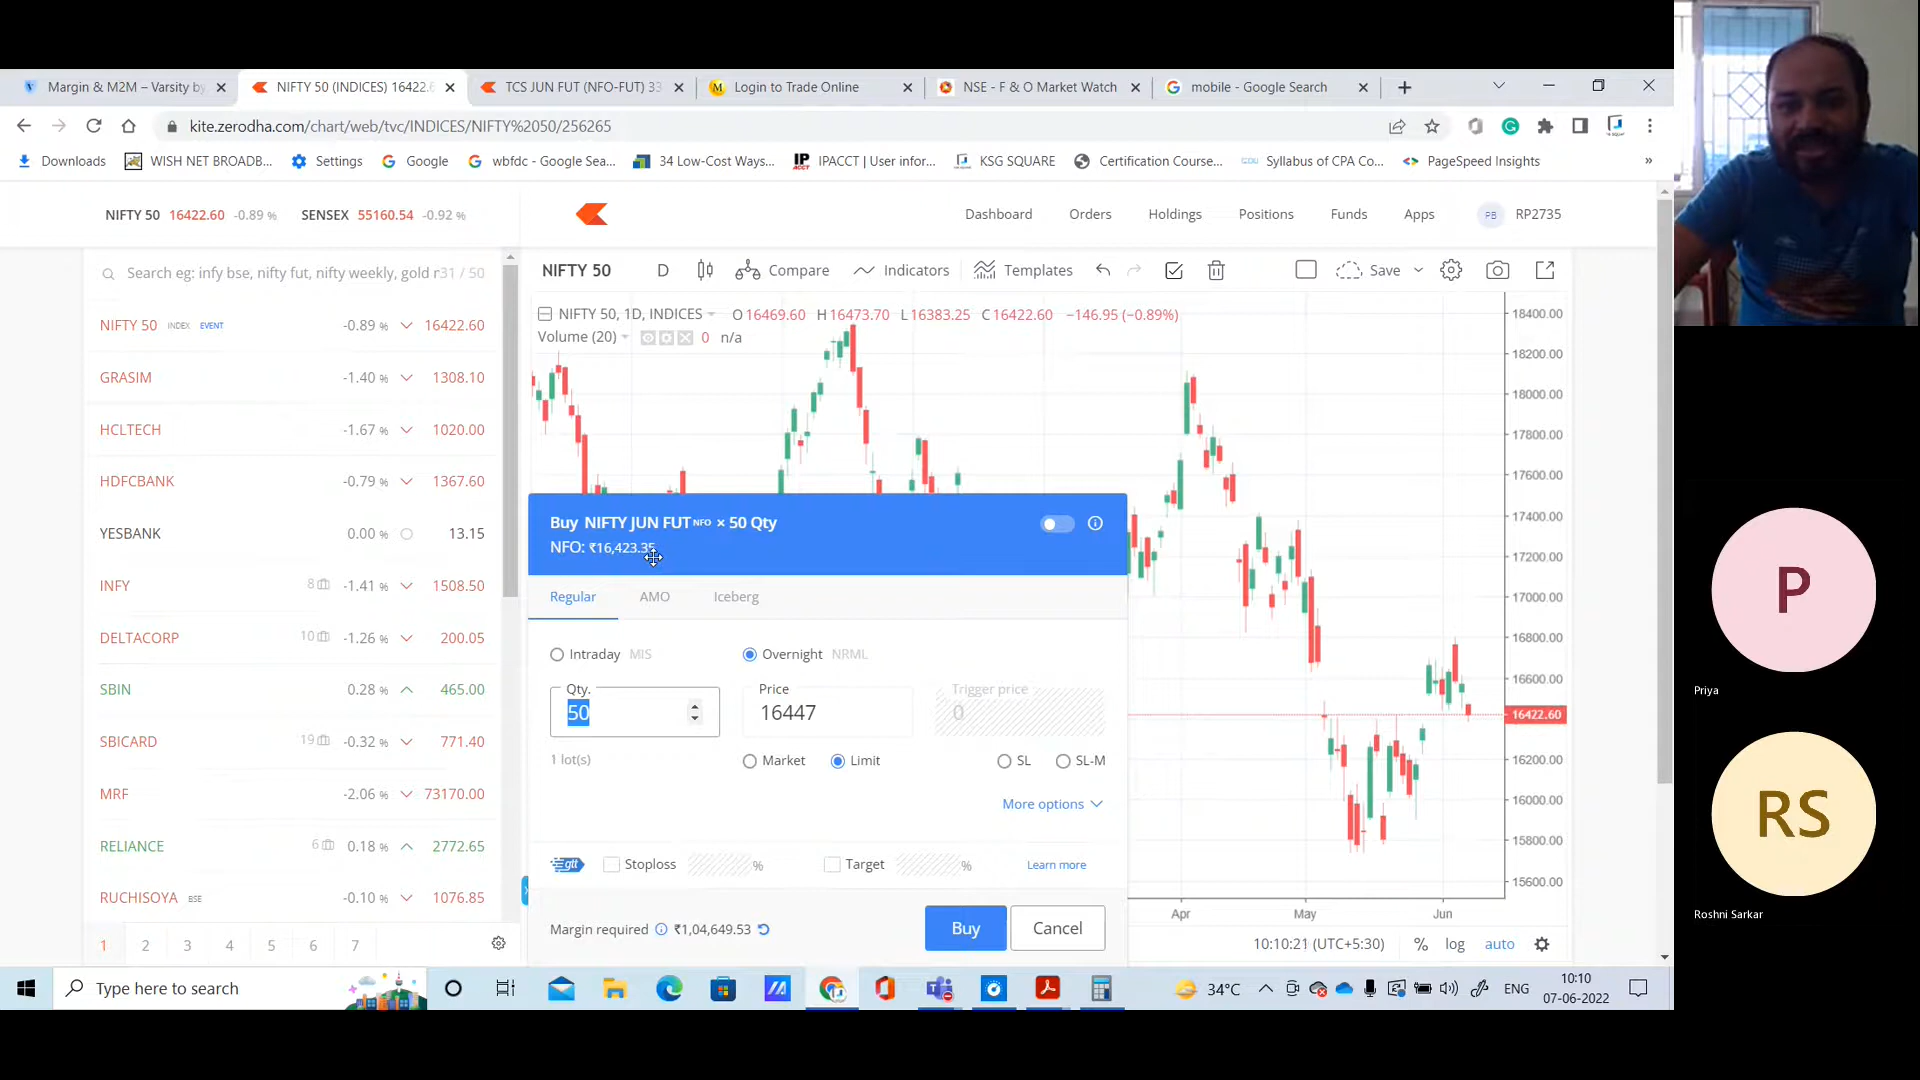 Margin & M2M – Varsity by
NIFTY 50 (INDICES) 16422.6
TCS JUN FUT (NFO-FUT) 33
Login to Trade Online
NSE - F & O Market Watch
mobile - Google Search
kite.zerodha.com/chart/web/tvc/INDICES/NIFTY%2050/256265
Downloads
WISH NET BROADB...
Settings
Google
wbfdc - Google Sea...
34 Low-Cost Ways...
IPACCT | User infor...
KSG SQUARE
Certification Course...
Syllabus of CPA Co...
PageSpeed Insights
»
NIFTY 50 16422.60 -0.89 % SENSEX 55160.54 -0.92 %
Dashboard Orders Holdings Positions Funds Apps PB RP2735
Search eg: infy bse, nifty fut, nifty weekly, gold 31 / 50
NIFTY 50 INDEX EVENT -0.89 % 16422.60
GRASIM -1.40 % 1308.10
HCLTECH -1.67 % 1020.00
HDFCBANK -0.79 % 1367.60
YESBANK 0.00 % 13.15
INFY 8 -1.41 % 1508.50
DELTACORP 10 -1.26 % 200.05
SBIN 0.28 % 465.00
SBICARD 19 -0.32 % 771.40
MRF -2.06 % 73170.00
RELIANCE 6 0.18 % 2772.65
RUCHISOYA BSE -0.10 % 1076.85
1 2 3 4 5 6 7
NIFTY 50 D Compare Indicators Templates Save
NIFTY 50, 1D, INDICES O16469.60 H16473.70 L16383.25 C16422.60 −146.95 (−0.89%)
Volume (20) 0 n/a
18400.00
18200.00
18000.00
17800.00
17600.00
17400.00
17200.00
17000.00
16800.00
16600.00
16422.60
16200.00
16000.00
15800.00
15600.00
Apr May Jun
10:10:21 (UTC+5:30) % log auto
Buy NIFTY JUN FUT NFO × 50 Qty
NFO: ₹16,423.35
Regular AMO Iceberg
Intraday MIS Overnight NRML
Qty. Price Trigger price
50 16447 0
1 lot(s) Market Limit SL SL-M
More options
gtt Stoploss % Target % Learn more
Margin required ₹1,04,649.53 Buy Cancel
Type here to search
34°C
ENG
10:10
07-06-2022
P
Priya
RS
Roshni Sarkar